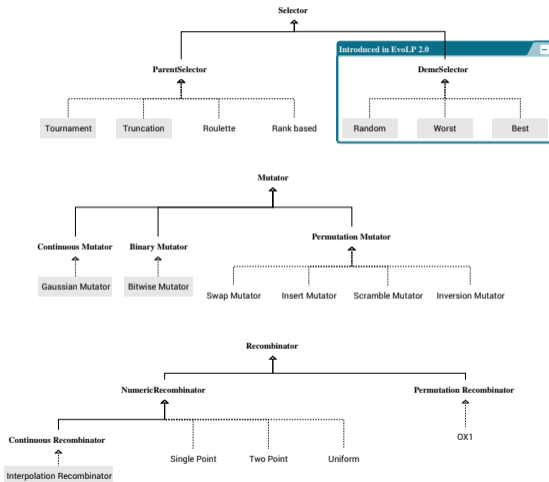 Selector
Introduced in EvoLP 2.0
ParentSelector
DemeSelector
Tournament
Truncation
Roulette
Rank based
Random
Worst
Best
Mutator
Continuous Mutator
Binary Mutator
Permutation Mutator
Gaussian Mutator
Bitwise Mutator
Swap Mutator
Insert Mutator
Scramble Mutator
Inversion Mutator
Recombinator
NumericRecombinator
Permutation Recombinator
Continuous Recombinator
Single Point
Two Point
Uniform
OX1
Interpolation Recombinator